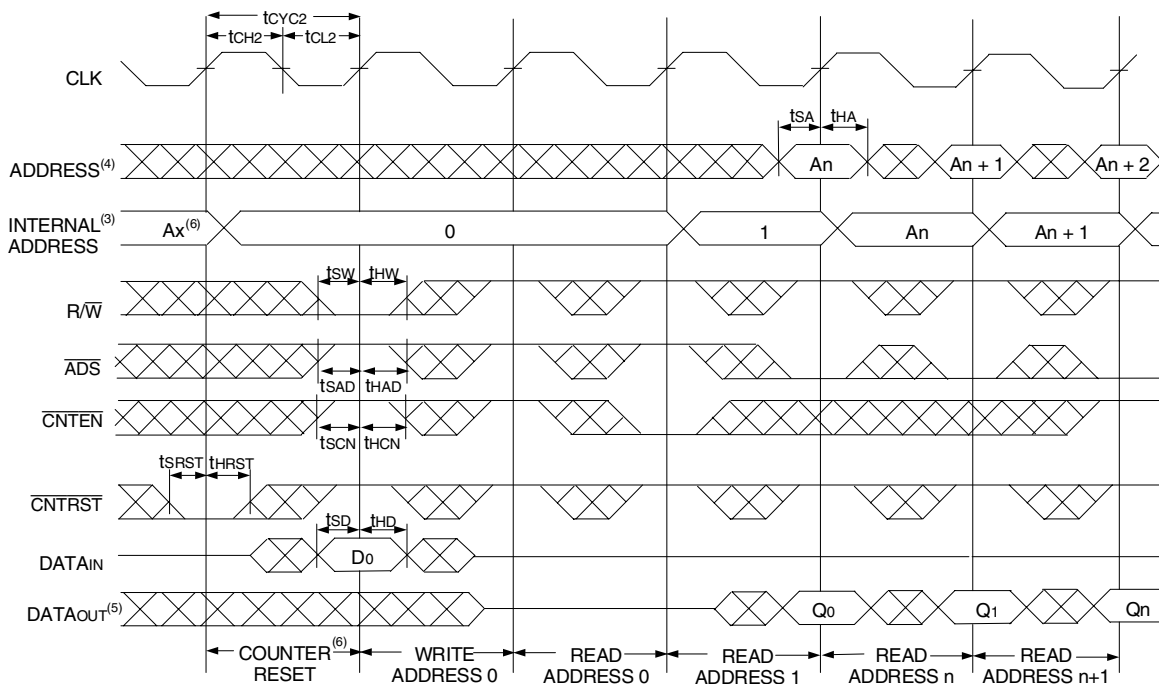 tCYC2
tCH2 tCL2
CLK
tSA tHA
ADDRESS(4) An An + 1 An + 2
INTERNAL(3) ADDRESS Ax(6) 0 1 An An + 1
tSW tHW
R/W̅
A̅D̅S̅
tSAD tHAD
C̅N̅T̅E̅N̅
tSCN tHCN
tSRST tHRST
C̅N̅T̅R̅S̅T̅
tSD tHD
DATAIN D0
DATAOUT(5) Q0 Q1 Qn
COUNTER(6) WRITE READ READ READ READ
RESET ADDRESS 0 ADDRESS 0 ADDRESS 1 ADDRESS n ADDRESS n+1